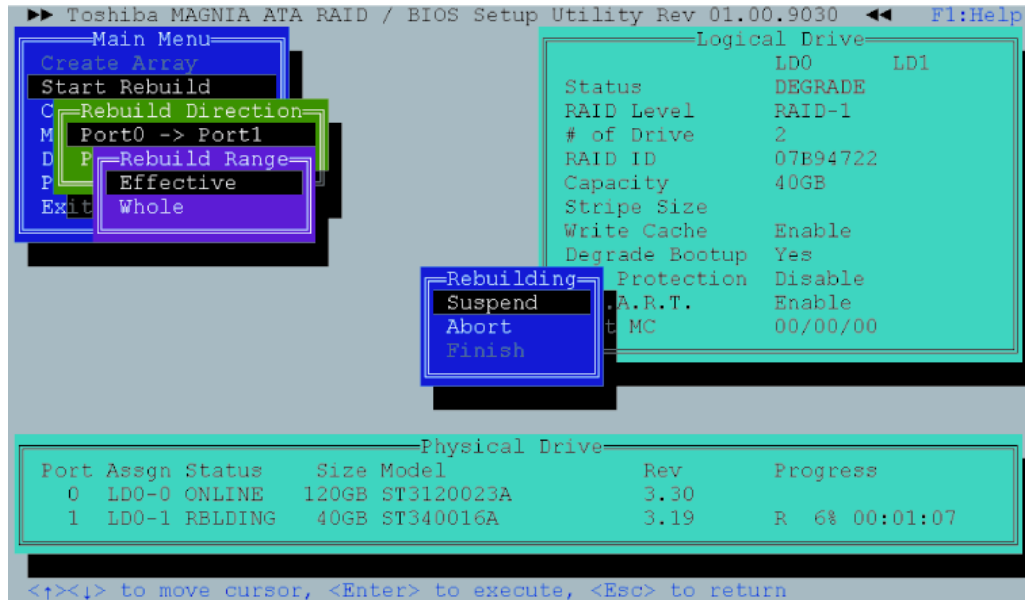 ►► Toshiba MAGNIA ATA RAID / BIOS Setup Utility Rev 01.00.9030 ◄◄ F1:Help
Main Menu
Create Array
Start Rebuild
C
M
D
P
Exit
Rebuild Direction
Port0 -> Port1
P
Rebuild Range
Effective
Whole
Logical Drive
LD0 LD1
Status DEGRADE
RAID Level RAID-1
# of Drive 2
RAID ID 07B94722
Capacity 40GB
Stripe Size
Write Cache Enable
Degrade Bootup Yes
Protection Disable
.A.R.T. Enable
t MC 00/00/00
Rebuilding
Suspend
Abort
Finish
Physical Drive
Port Assgn Status Size Model Rev Progress
0 LD0-0 ONLINE 120GB ST3120023A 3.30
1 LD0-1 RBLDING 40GB ST340016A 3.19 R 6% 00:01:07
<↑><↓> to move cursor, <Enter> to execute, <Esc> to return